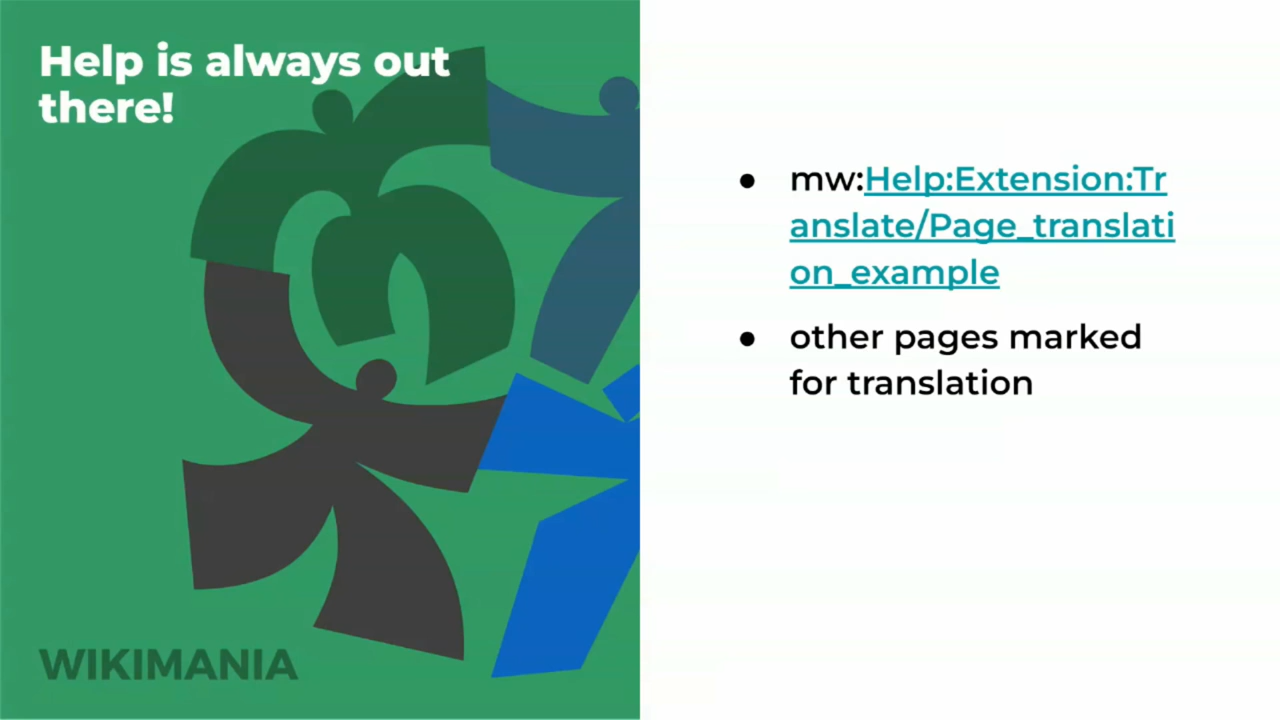 Help is always out
there!
● mw:Help:Extension:Tr
anslate/Page_translati
on_example
● other pages marked
for translation
WIKIMANIA